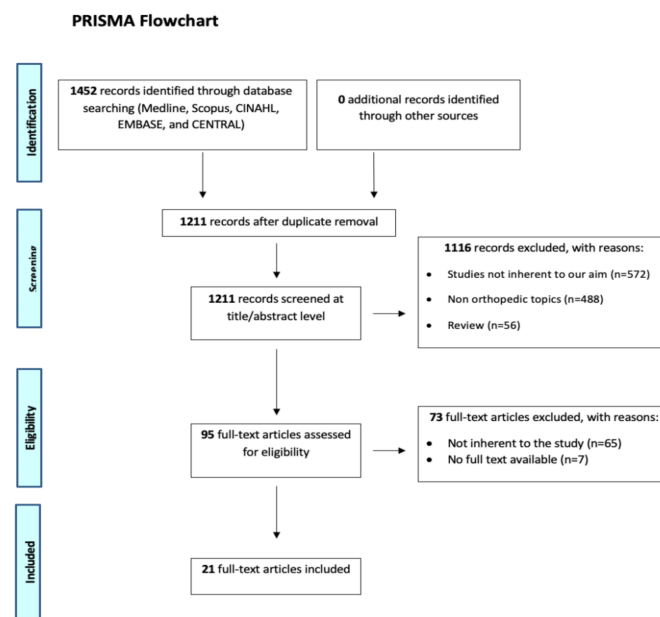 PRISMA Flowchart
Identification
1452 records identified through database
searching (Medline, Scopus, CINAHL,
EMBASE, and CENTRAL)
0 additional records identified
through other sources
Screening
1211 records after duplicate removal
1211 records screened at
title/abstract level
1116 records excluded, with reasons:
• Studies not inherent to our aim (n=572)
• Non orthopedic topics (n=488)
• Review (n=56)
Eligibility
95 full-text articles assessed
for eligibility
73 full-text articles excluded, with reasons:
• Not inherent to the study (n=65)
• No full text available (n=7)
Included
21 full-text articles included